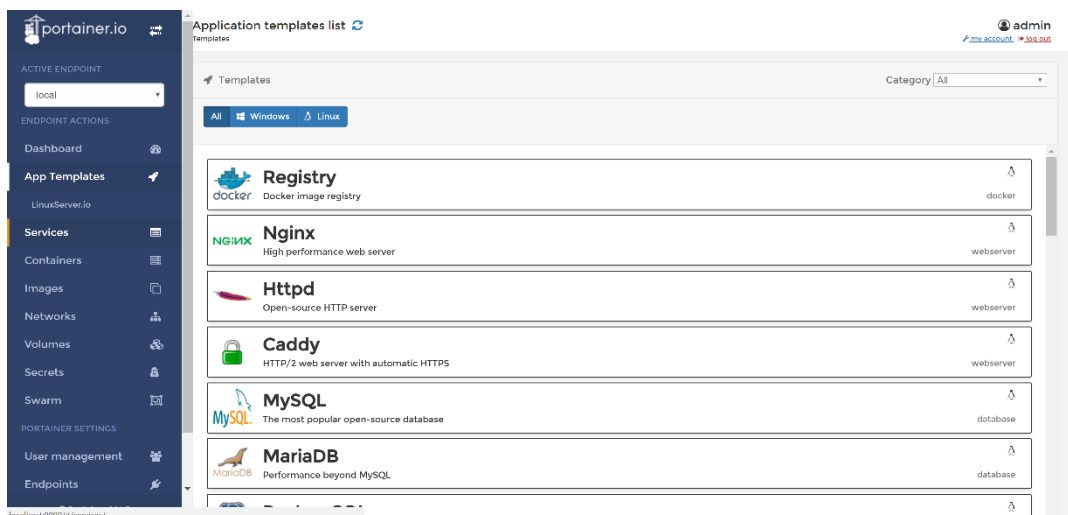 portainer.io
ACTIVE ENDPOINT
local
ENDPOINT ACTIONS
Dashboard
App Templates
LinuxServer.io
Services
Containers
Images
Networks
Volumes
Secrets
Swarm
PORTAINER SETTINGS
User management
Endpoints
Application templates list
Templates
admin
my account log out
Templates
Category All
All Windows Linux
docker
Registry
Docker image registry
docker
NGINX
Nginx
High performance web server
webserver
Httpd
Open-source HTTP server
webserver
Caddy
HTTP/2 web server with automatic HTTPS
webserver
MySQL
MySQL
The most popular open-source database
database
MariaDB
MariaDB
Performance beyond MySQL
database